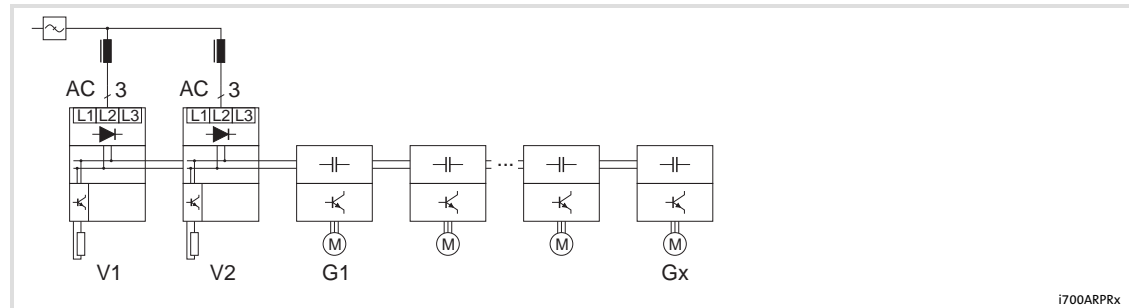 AC 3 AC 3
L1 L2 L3 L1 L2 L3
...
M M M M
V1 V2 G1 Gx
i700ARPRx